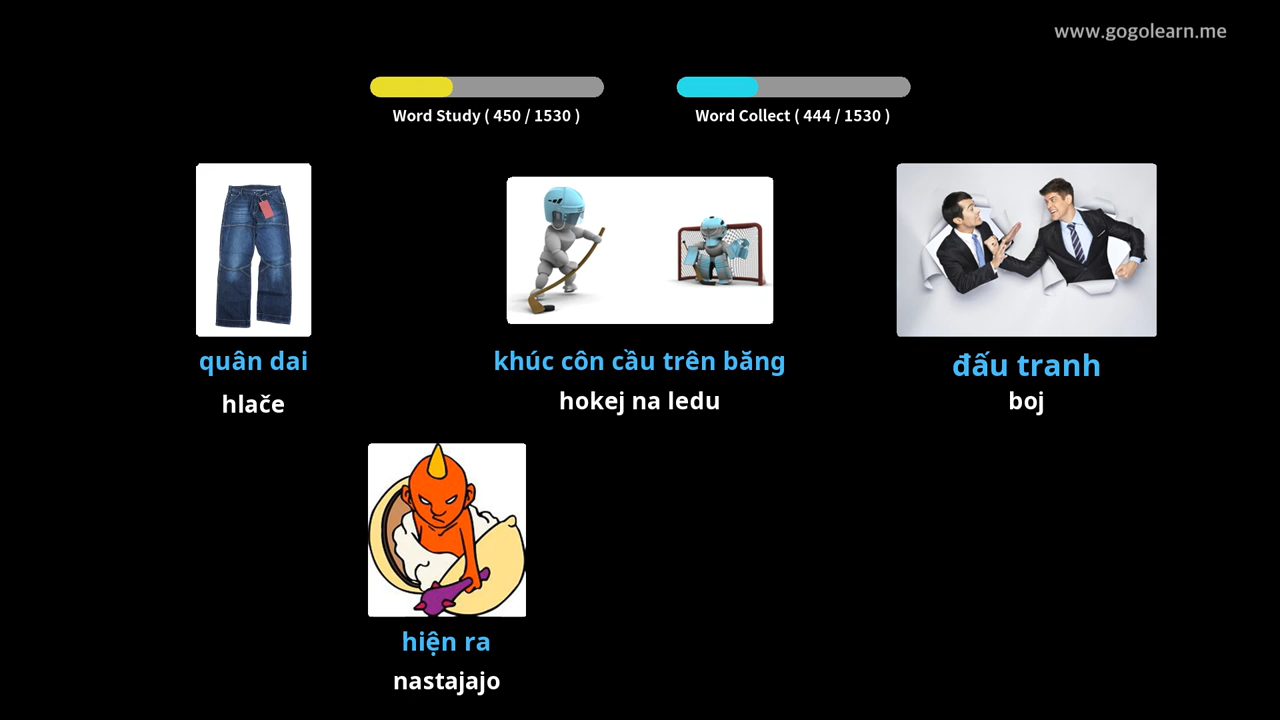 www.gogolearn.me
Word Study ( 450 / 1530 )
Word Collect ( 444 / 1530 )
quân dai
hlače
khúc côn cầu trên băng
hokej na ledu
đấu tranh
boj
hiện ra
nastajajo